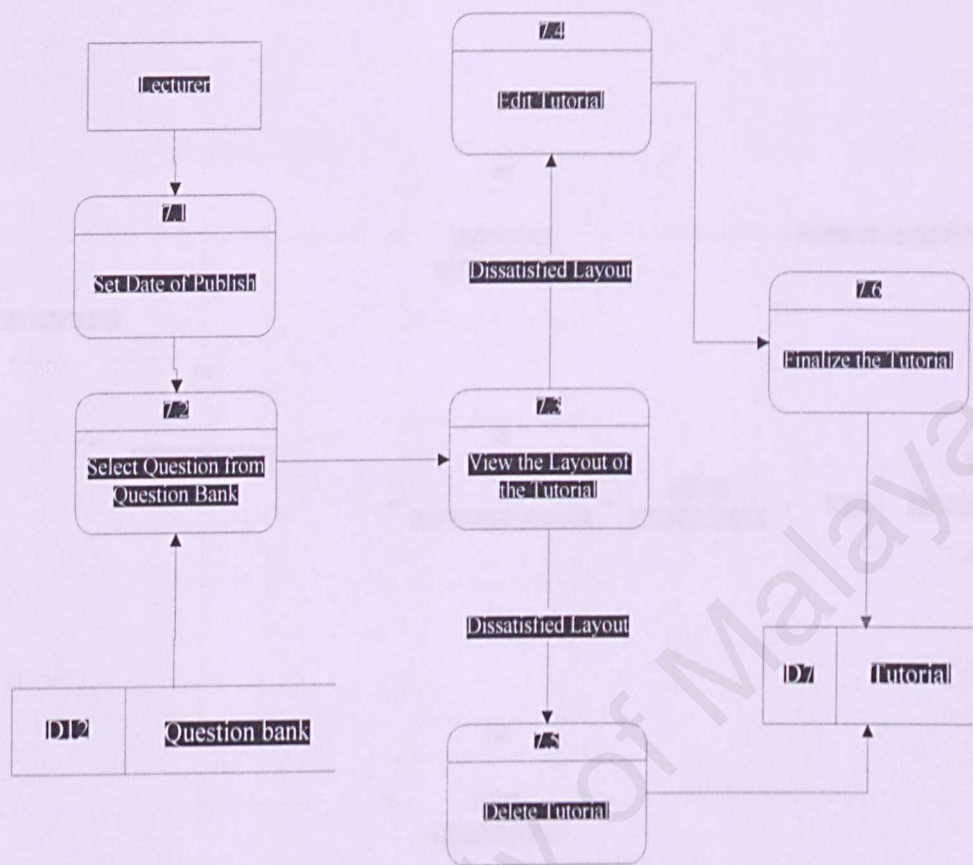 Lecturer
7.1
Set Date of Publish
7.2
Select Question from
Question Bank
D12
Question bank
7.3
View the Layout of
the Tutorial
Dissatisfied Layout
7.4
Edit Tutorial
Dissatisfied Layout
7.5
Delete Tutorial
7.6
Finalize the Tutorial
D7
Tutorial
of Malaya